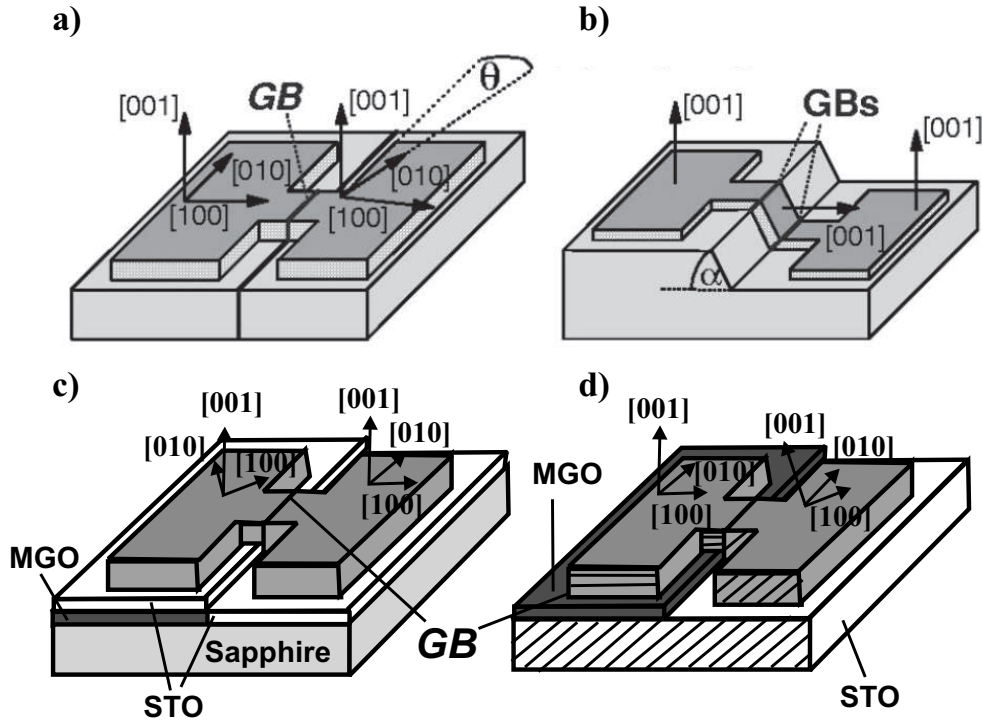 a)
GB
θ
[001]
[001]
[010]
[010]
[100]
[100]
b)
GBs
[001]
[001]
[001]
α
c)
[001]
[001]
[010]
[010]
[100]
[100]
MGO
Sapphire
STO
GB
d)
[001]
[001]
[010]
[010]
MGO
[100]
[100]
STO